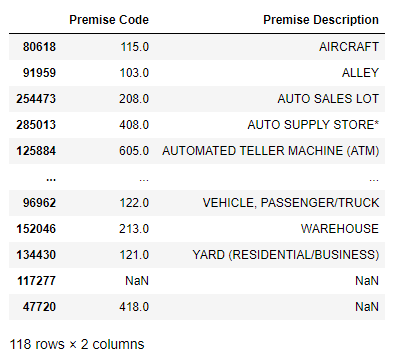 Premise Code Premise Description
80618 115.0 AIRCRAFT
91959 103.0 ALLEY
254473 208.0 AUTO SALES LOT
285013 408.0 AUTO SUPPLY STORE*
125884 605.0 AUTOMATED TELLER MACHINE (ATM)
... ... ...
96962 122.0 VEHICLE, PASSENGER/TRUCK
152046 213.0 WAREHOUSE
134430 121.0 YARD (RESIDENTIAL/BUSINESS)
117277 NaN NaN
47720 418.0 NaN
118 rows × 2 columns